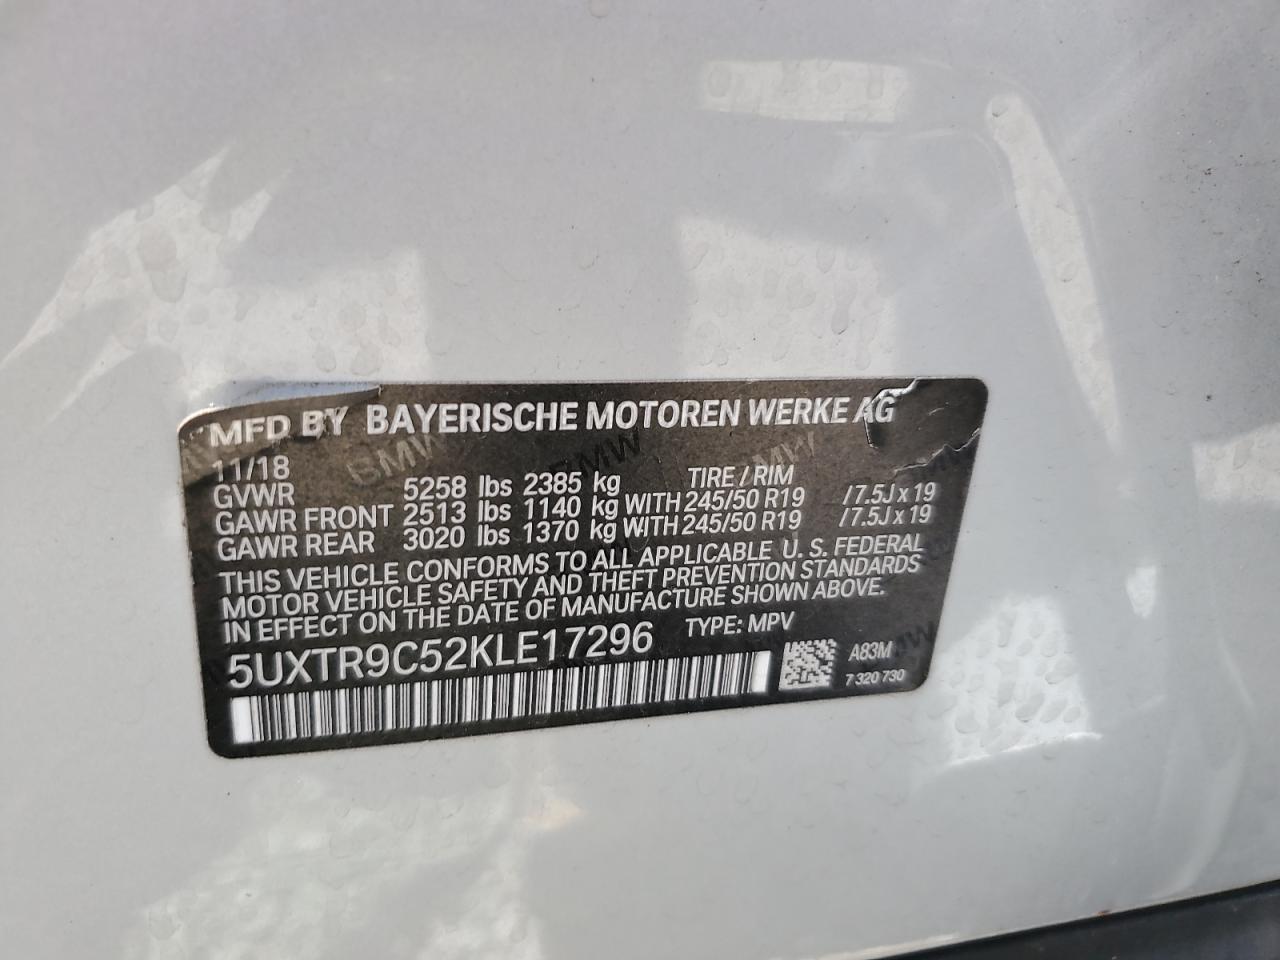 MFD BY BAYERISCHE MOTOREN WERKE AG
11/18 TIRE / RIM
GVWR 5258 lbs 2385 kg
GAWR FRONT 2513 lbs 1140 kg WITH 245/50 R19 / 7.5J x 19
GAWR REAR 3020 lbs 1370 kg WITH 245/50 R19 / 7.5J x 19
THIS VEHICLE CONFORMS TO ALL APPLICABLE U. S. FEDERAL
MOTOR VEHICLE SAFETY AND THEFT PREVENTION STANDARDS
IN EFFECT ON THE DATE OF MANUFACTURE SHOWN ABOVE.
5UXTR9C52KLE17296 TYPE: MPV
A83M
7 320 730
BMW
BMW
BMW